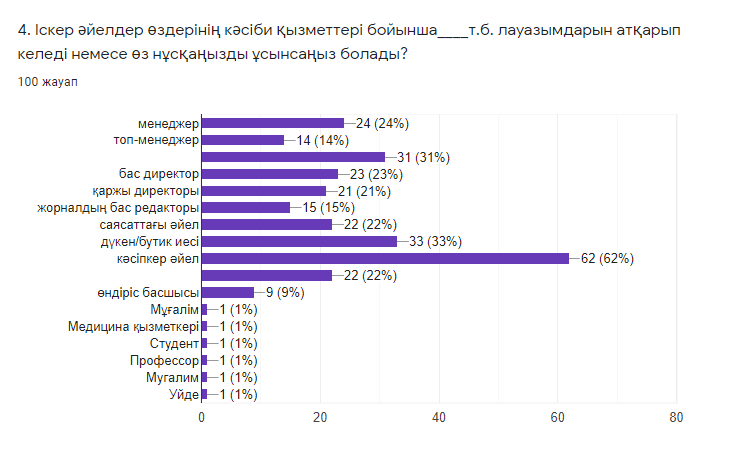 4. Іскер әйелдер өздерінің кәсіби қызметтері бойынша____т.б. лауазымдарын атқарып
келеді немесе өз нұсқаңызды ұсынсаңыз болады?
100 жауап
менеджер 24 (24%)
топ-менеджер 14 (14%)
31 (31%)
бас директор 23 (23%)
қаржы директоры 21 (21%)
жорналдың бас редакторы 15 (15%)
саясаттағы әйел 22 (22%)
дүкен/бутик иесі 33 (33%)
кәсіпкер әйел 62 (62%)
22 (22%)
өндіріс басшысы 9 (9%)
Мұғалім 1 (1%)
Медицина қызметкері 1 (1%)
Студент 1 (1%)
Профессор 1 (1%)
Мугалим 1 (1%)
Уйде 1 (1%)
0 20 40 60 80